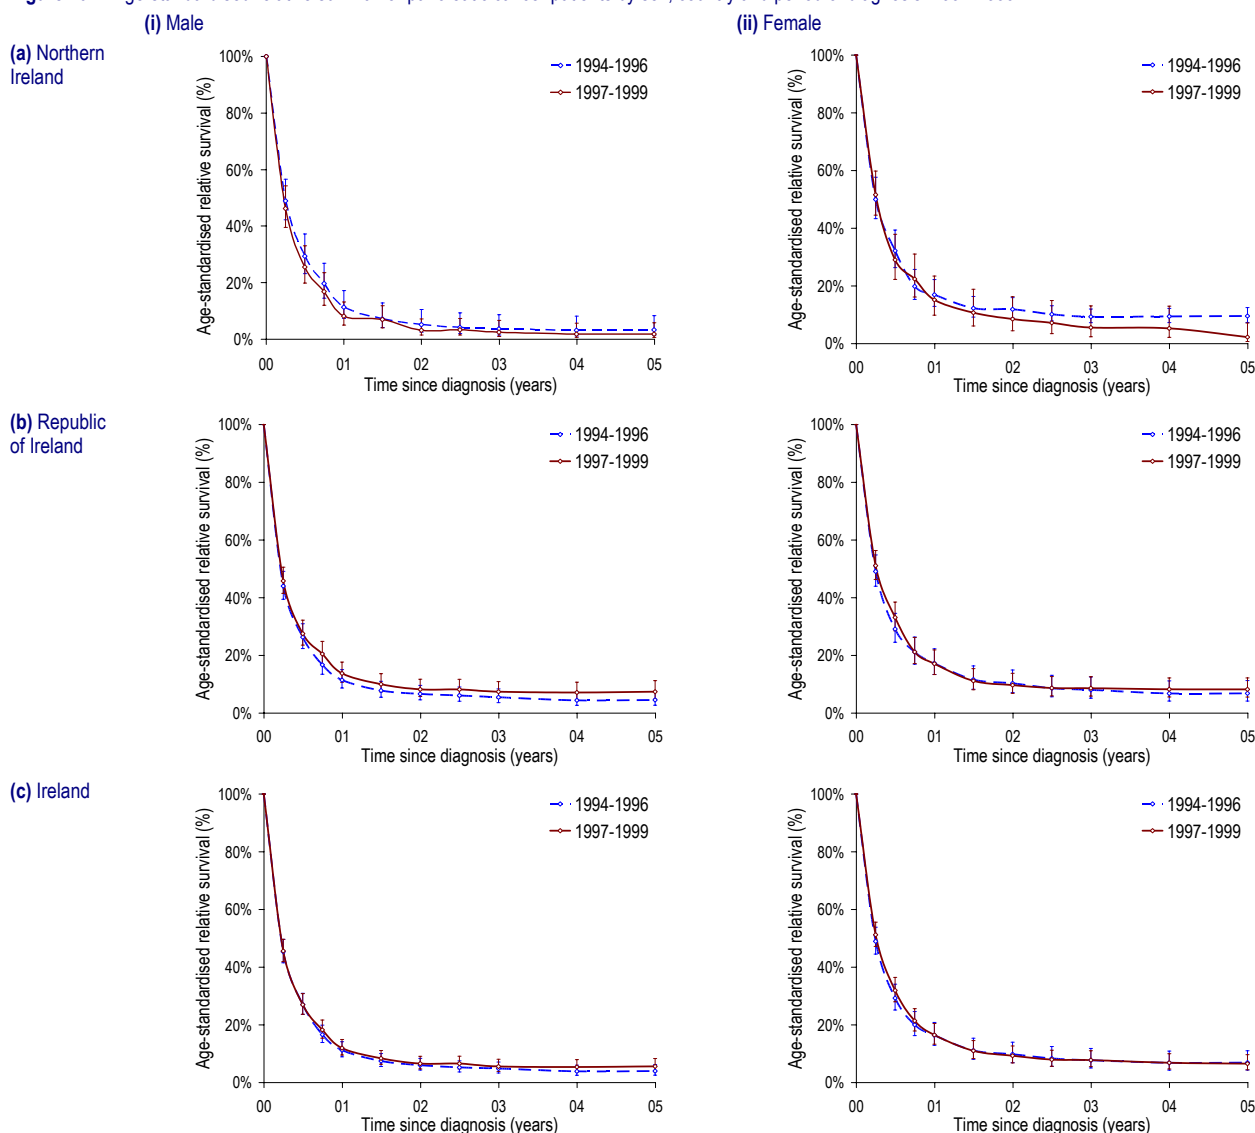 (i) Male
(ii) Female
(a) Northern
Ireland
Age-standardised relative survival (%)
100%
80%
60%
40%
20%
0%
1994-1996
1997-1999
00 01 02 03 04 05
Time since diagnosis (years)
Age-standardised relative survival (%)
100%
80%
60%
40%
20%
0%
1994-1996
1997-1999
00 01 02 03 04 05
Time since diagnosis (years)
(b) Republic
of Ireland
Age-standardised relative survival (%)
100%
80%
60%
40%
20%
0%
1994-1996
1997-1999
00 01 02 03 04 05
Time since diagnosis (years)
Age-standardised relative survival (%)
100%
80%
60%
40%
20%
0%
1994-1996
1997-1999
00 01 02 03 04 05
Time since diagnosis (years)
(c) Ireland
Age-standardised relative survival (%)
100%
80%
60%
40%
20%
0%
1994-1996
1997-1999
00 01 02 03 04 05
Time since diagnosis (years)
Age-standardised relative survival (%)
100%
80%
60%
40%
20%
0%
1994-1996
1997-1999
00 01 02 03 04 05
Time since diagnosis (years)